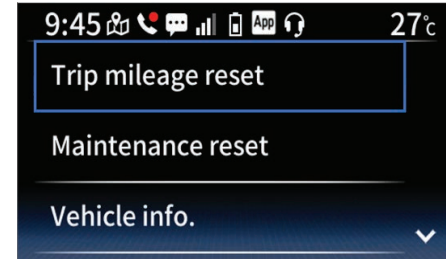 9:45 App 27°c
Trip mileage reset
Maintenance reset
Vehicle info.